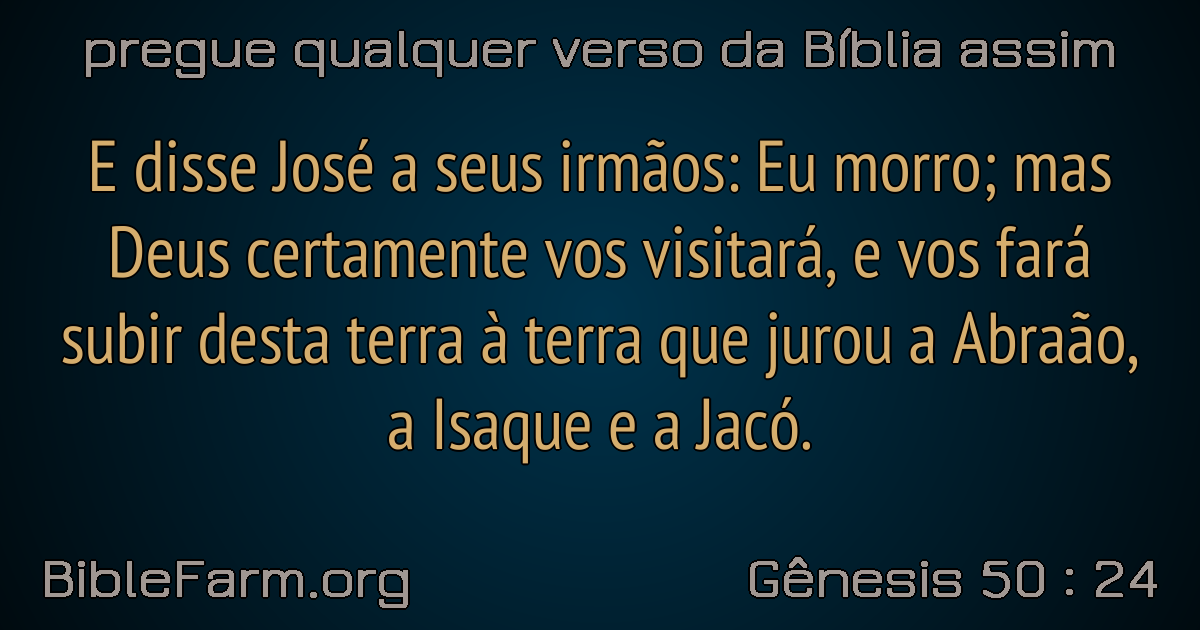 pregue qualquer verso da Bíblia assim
E disse José a seus irmãos: Eu morro; mas
Deus certamente vos visitará, e vos fará
subir desta terra à terra que jurou a Abraão,
a Isaque e a Jacó.
BibleFarm.org
Gênesis 50 : 24